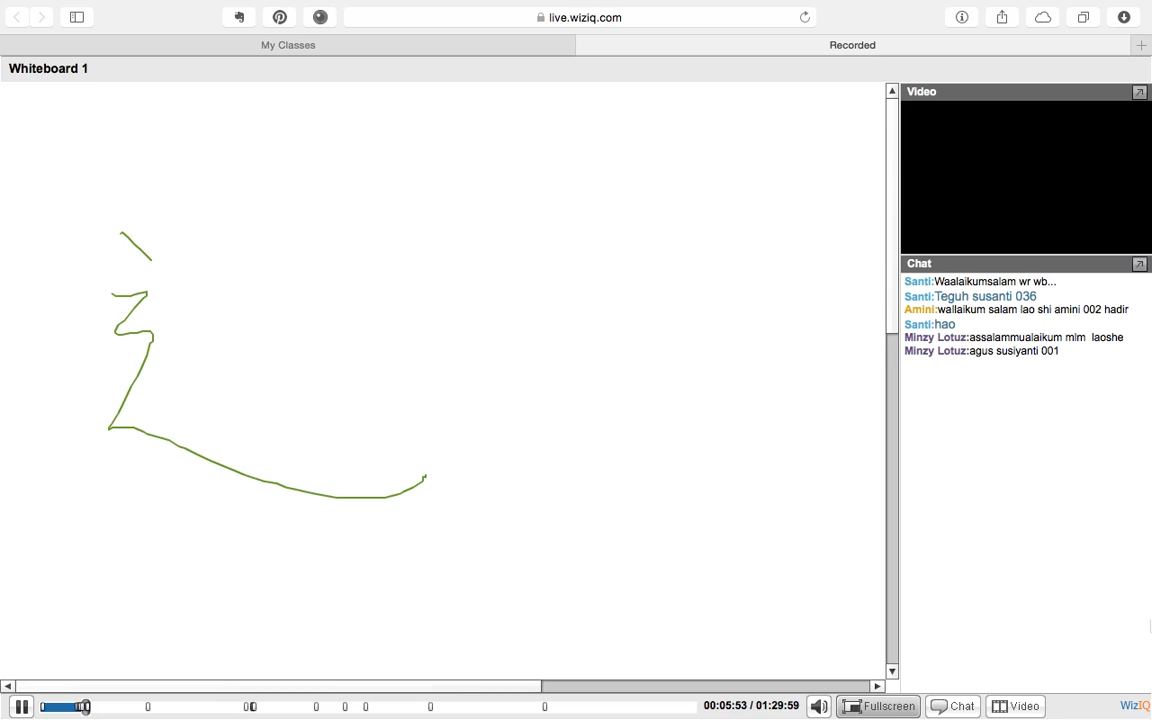 live.wiziq.com
My Classes
Recorded
Whiteboard 1
Video
Chat
Santi:Waalaikumsalam wr wb...
Santi:Teguh susanti 036
Amini:wallaikum salam lao shi amini 002 hadir
Santi:hao
Minzy Lotuz:assalammualaikum mlm laoshe
Minzy Lotuz:agus susiyanti 001
辶
00:05:53 / 01:29:59
Fullscreen
Chat
Video
WizIQ